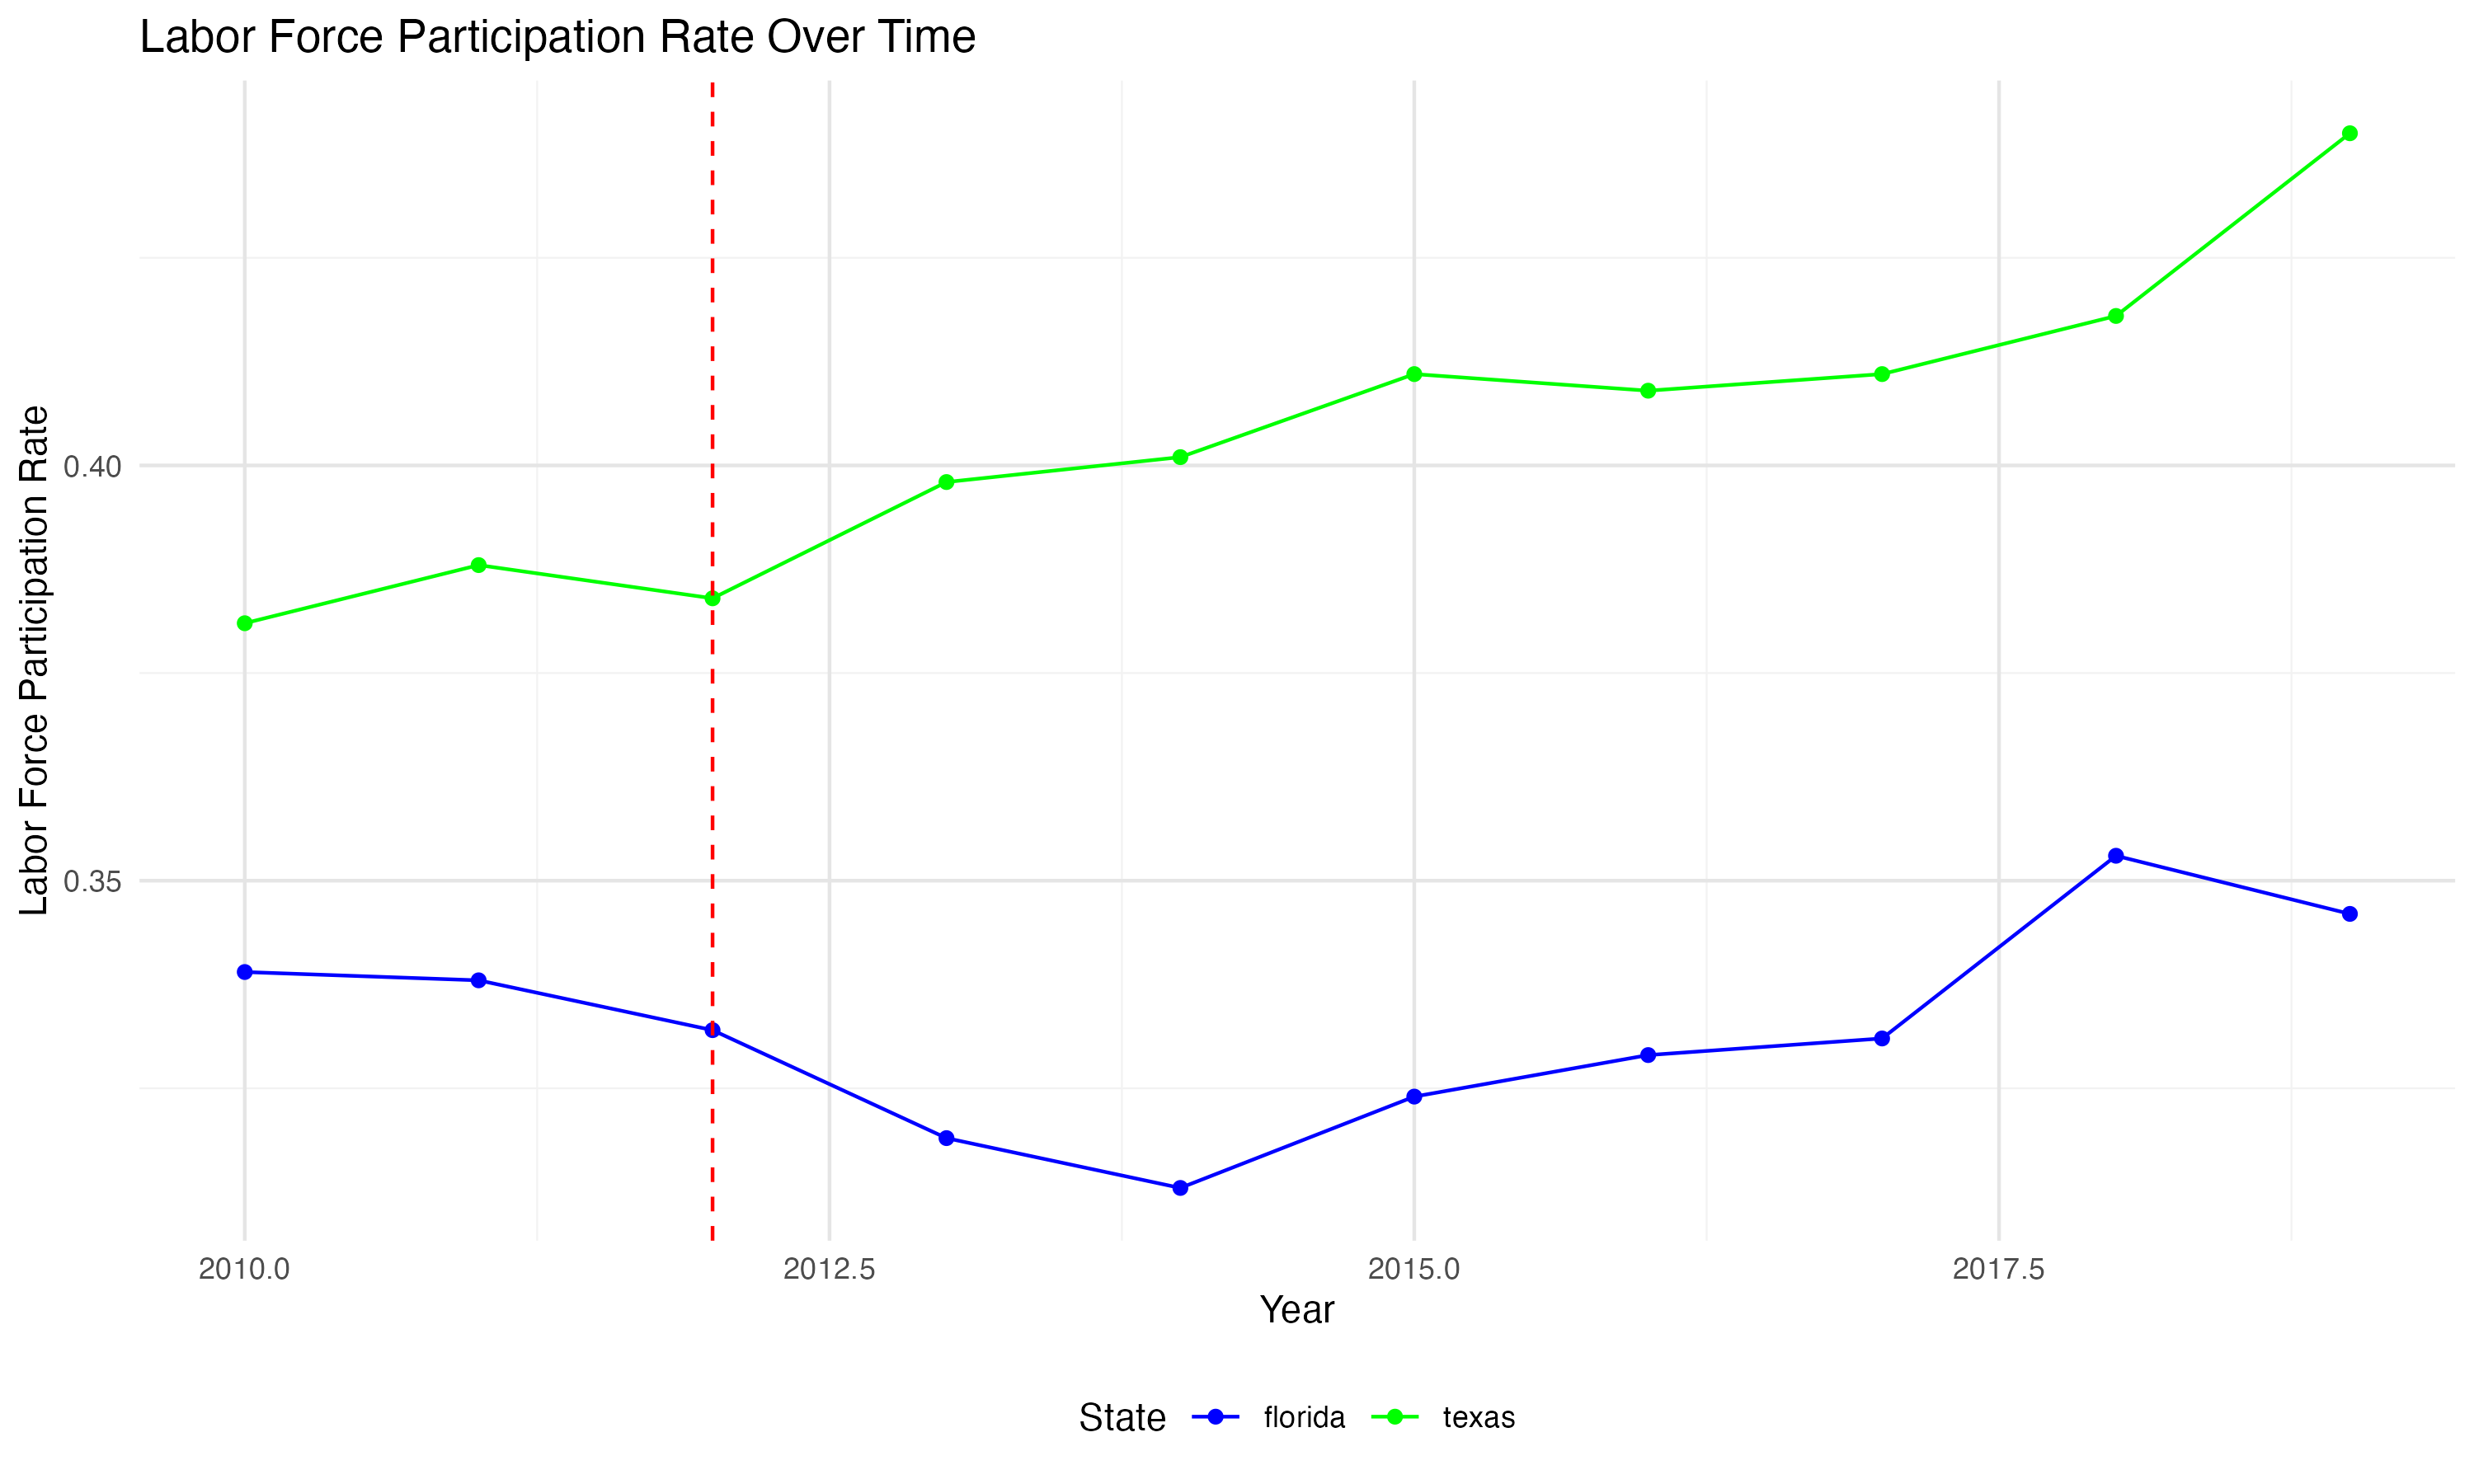 Labor Force Participation Rate Over Time
Labor Force Participation Rate
0.40
0.35
2010.0 2012.5 2015.0 2017.5
Year
State florida texas